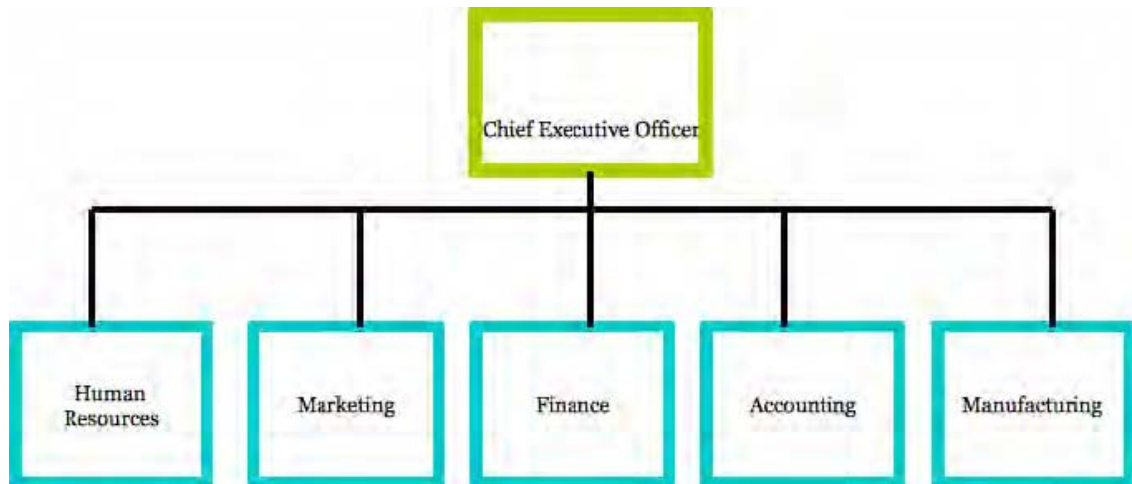 Chief Executive Officer
Human
Resources
Marketing
Finance
Accounting
Manufacturing